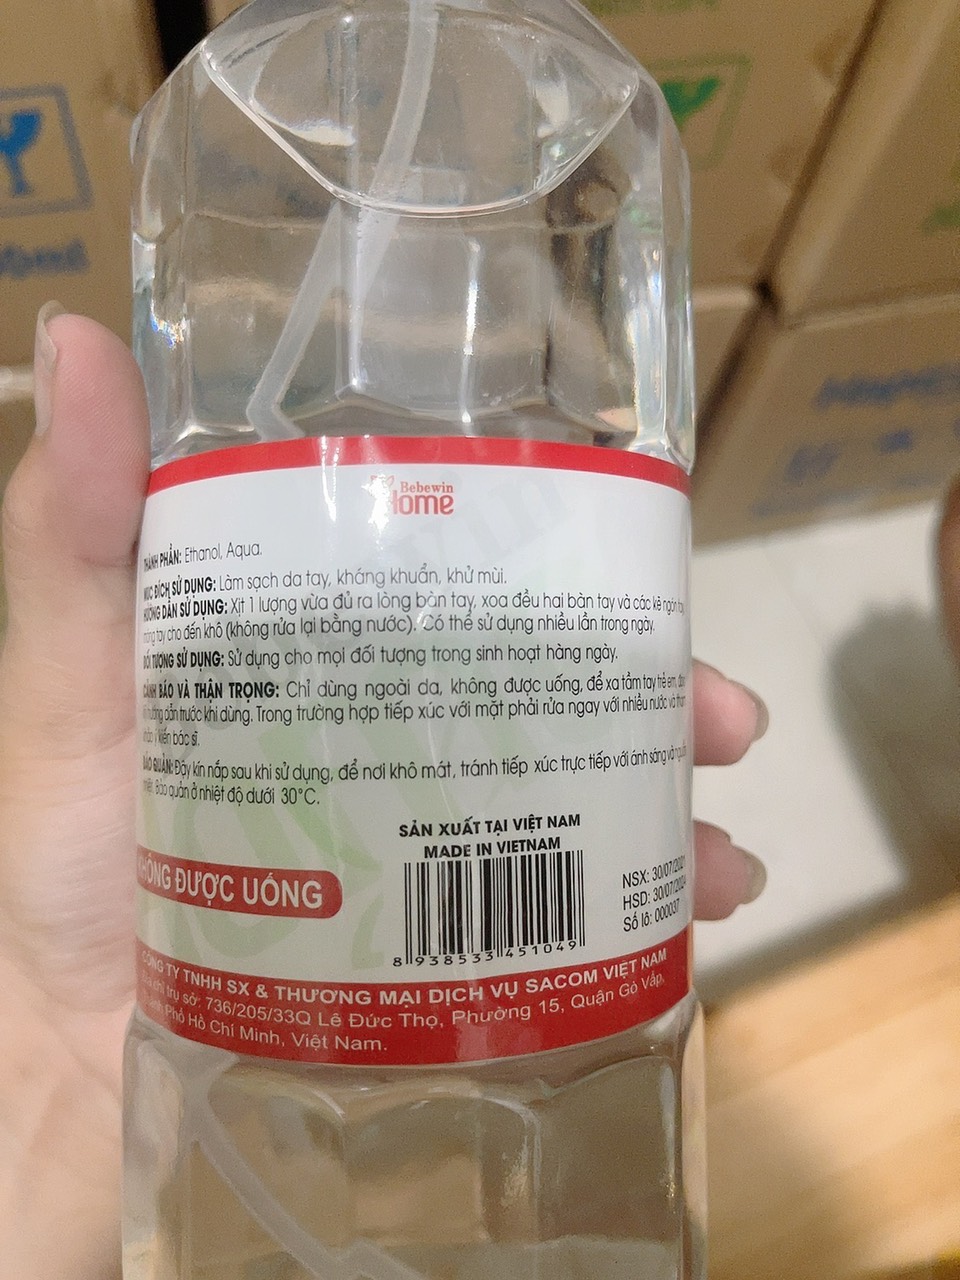 Bebewin
Home
THÀNH PHẦN: Ethanol, Aqua.
MỤC ĐÍCH SỬ DỤNG: Làm sạch da tay, kháng khuẩn, khử mùi.
HƯỚNG DẪN SỬ DỤNG: Xịt 1 lượng vừa đủ ra lòng bàn tay, xoa đều hai bàn tay và các kẽ ngón tay,
tay cho đến khô (không rửa lại bằng nước). Có thể sử dụng nhiều lần trong ngày.
ĐỐI TƯỢNG SỬ DỤNG: Sử dụng cho mọi đối tượng trong sinh hoạt hàng ngày.
CẢNH BÁO VÀ THẬN TRỌNG: Chỉ dùng ngoài da, không được uống, để xa tầm tay trẻ em,
hướng dẫn trước khi dùng. Trong trường hợp tiếp xúc với mặt phải rửa ngay với nhiều nước và
ý kiến bác sĩ.
BẢO QUẢN: Đậy kín nắp sau khi sử dụng, để nơi khô mát, tránh tiếp xúc trực tiếp với ánh sáng và
nhiệt. Bảo quản ở nhiệt độ dưới 30°C.
SẢN XUẤT TẠI VIỆT NAM
MADE IN VIETNAM
KHÔNG ĐƯỢC UỐNG
NSX: 30/07/2021
HSD: 30/07/2024
Số lô: 000037
8 938533 451049
CÔNG TY TNHH SX & THƯƠNG MẠI DỊCH VỤ SACOM VIỆT NAM
trụ sở: 736/205/33Q Lê Đức Thọ, Phường 15, Quận Gò Vấp,
Phố Hồ Chí Minh, Việt Nam.